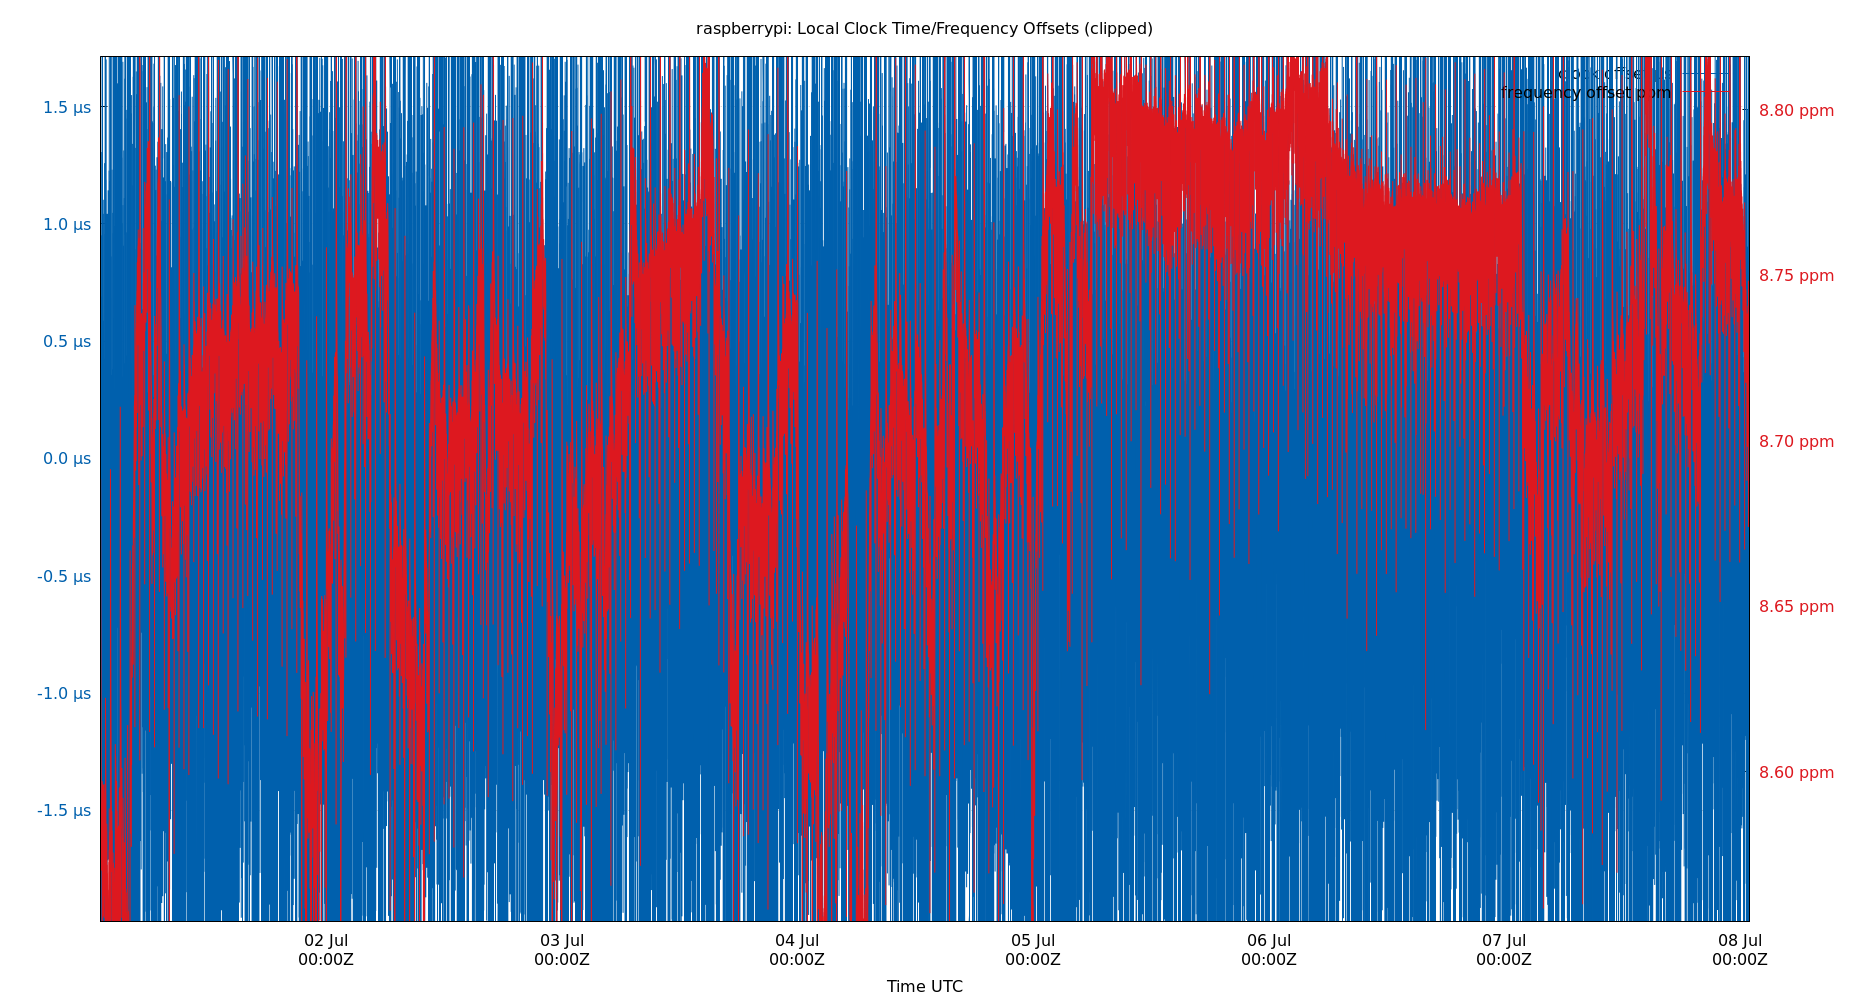 raspberrypi: Local Clock Time/Frequency Offsets (clipped)
clock offset
frequency offset ppm
1.5 µs
1.0 µs
0.5 µs
0.0 µs
-0.5 µs
-1.0 µs
-1.5 µs
8.80 ppm
8.75 ppm
8.70 ppm
8.65 ppm
8.60 ppm
02 Jul 03 Jul 04 Jul 05 Jul 06 Jul 07 Jul 08 Jul
00:00Z 00:00Z 00:00Z 00:00Z 00:00Z 00:00Z 00:00Z
Time UTC